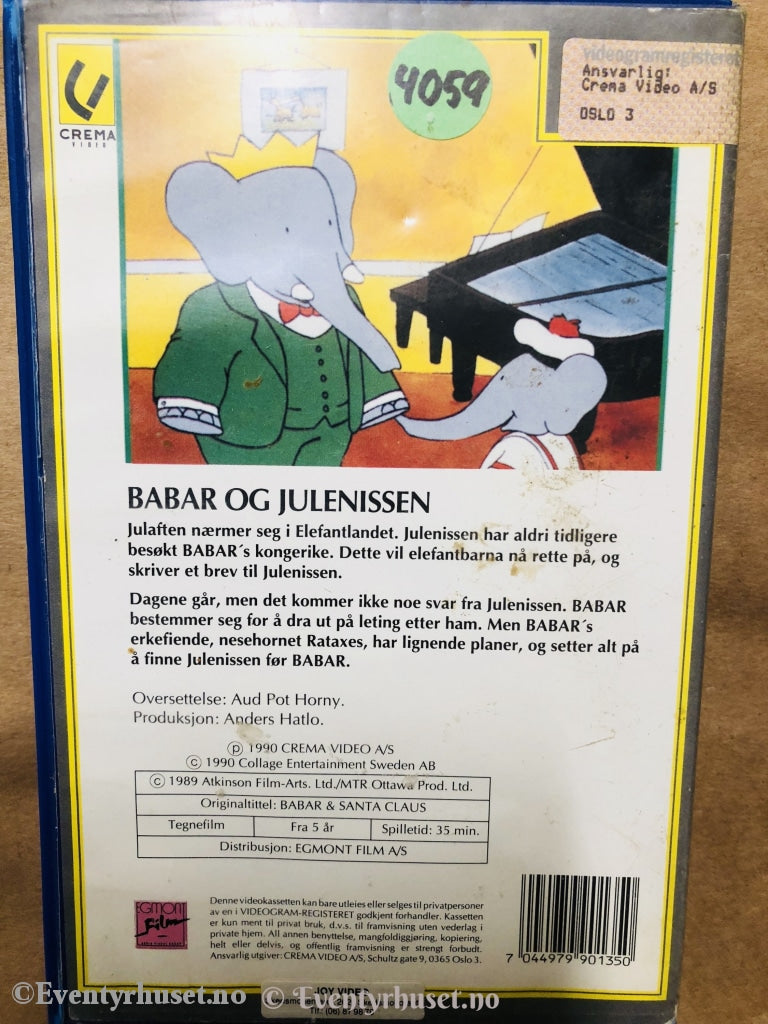 CREMA
VIDEO
4059
videogramregisteret
Ansvarlig:
Crema Video A/S
OSLO 3
BABAR OG JULENISSEN
Julaften nærmer seg i Elefantlandet. Julenissen har aldri tidligere
besøkt BABAR´s kongerike. Dette vil elefantbarna nå rette på, og
skriver et brev til Julenissen.
Dagene går, men det kommer ikke noe svar fra Julenissen. BABAR
bestemmer seg for å dra ut på leting etter ham. Men BABAR´s
erkefiende, nesehornet Rataxes, har lignende planer, og setter alt på
å finne Julenissen før BABAR.
Oversettelse: Aud Pot Horny.
Produksjon: Anders Hatlo.
℗ 1990 CREMA VIDEO A/S
© 1990 Collage Entertainment Sweden AB
© 1989 Atkinson Film-Arts. Ltd./MTR Ottawa Prod. Ltd.
Originaltittel: BABAR & SANTA CLAUS
Tegnefilm Fra 5 år Spilletid: 35 min.
Distribusjon: EGMONT FILM A/S
EGMONT
Film
Denne videokassetten kan bare utleies eller selges til privatpersoner
av en i VIDEOGRAM-REGISTERET godkjent forhandler. Kassetten
er kun ment til privat bruk, d.v.s. til framvisning uten vederlag i
private hjem. All annen benyttelse, mangfoldiggjøring, kopiering,
helt eller delvis, og offentlig framvisning er strengt forbudt.
Ansvarlig utgiver: CREMA VIDEO A/S, Schultz gate 9, 0365 Oslo 3.
7 044979 901350
JOY VIDEO
Tlf.: (06)
©Eventyrhuset.no
© Eventyrhuset.no